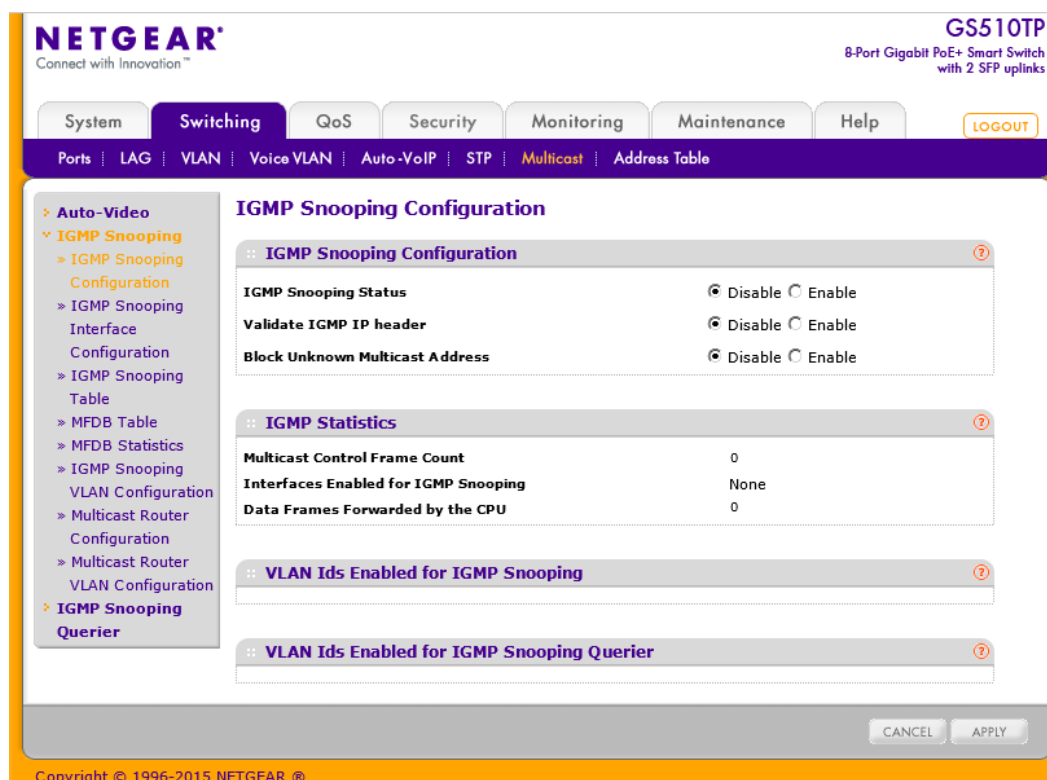 NETGEAR®
Connect with Innovation™
GS510TP
8-Port Gigabit PoE+ Smart Switch
with 2 SFP uplinks
System Switching QoS Security Monitoring Maintenance Help LOGOUT
Ports LAG VLAN Voice VLAN Auto-VoIP STP Multicast Address Table
Auto-Video
IGMP Snooping
» IGMP Snooping
Configuration
» IGMP Snooping
Interface
Configuration
» IGMP Snooping
Table
» MFDB Table
» MFDB Statistics
» IGMP Snooping
VLAN Configuration
» Multicast Router
Configuration
» Multicast Router
VLAN Configuration
IGMP Snooping
Querier
IGMP Snooping Configuration
IGMP Snooping Configuration ?
IGMP Snooping Status Disable Enable
Validate IGMP IP header Disable Enable
Block Unknown Multicast Address Disable Enable
IGMP Statistics ?
Multicast Control Frame Count 0
Interfaces Enabled for IGMP Snooping None
Data Frames Forwarded by the CPU 0
VLAN Ids Enabled for IGMP Snooping ?
VLAN Ids Enabled for IGMP Snooping Querier ?
CANCEL APPLY
Copyright © 1996-2015 NETGEAR ®